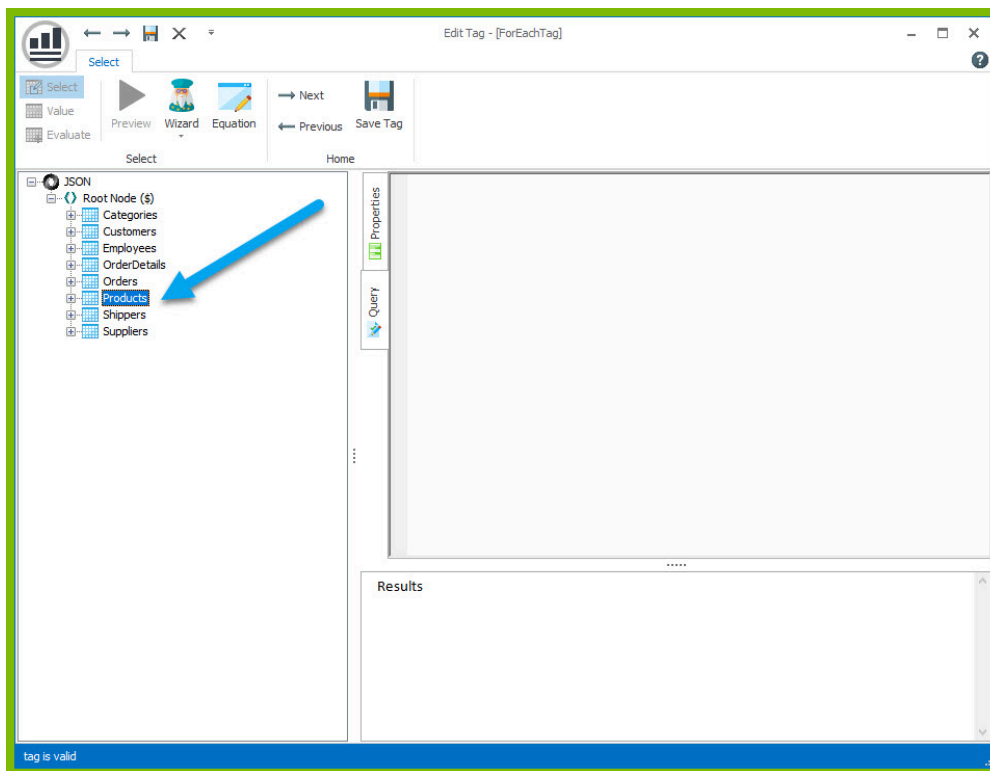 Edit Tag - [ForEachTag]
Select
Select
Value
Evaluate
Preview
Wizard
Equation
Next
Previous
Save Tag
Select
Home
JSON
Root Node ($)
Categories
Customers
Employees
OrderDetails
Orders
Products
Shippers
Suppliers
Properties
Query
Results
tag is valid